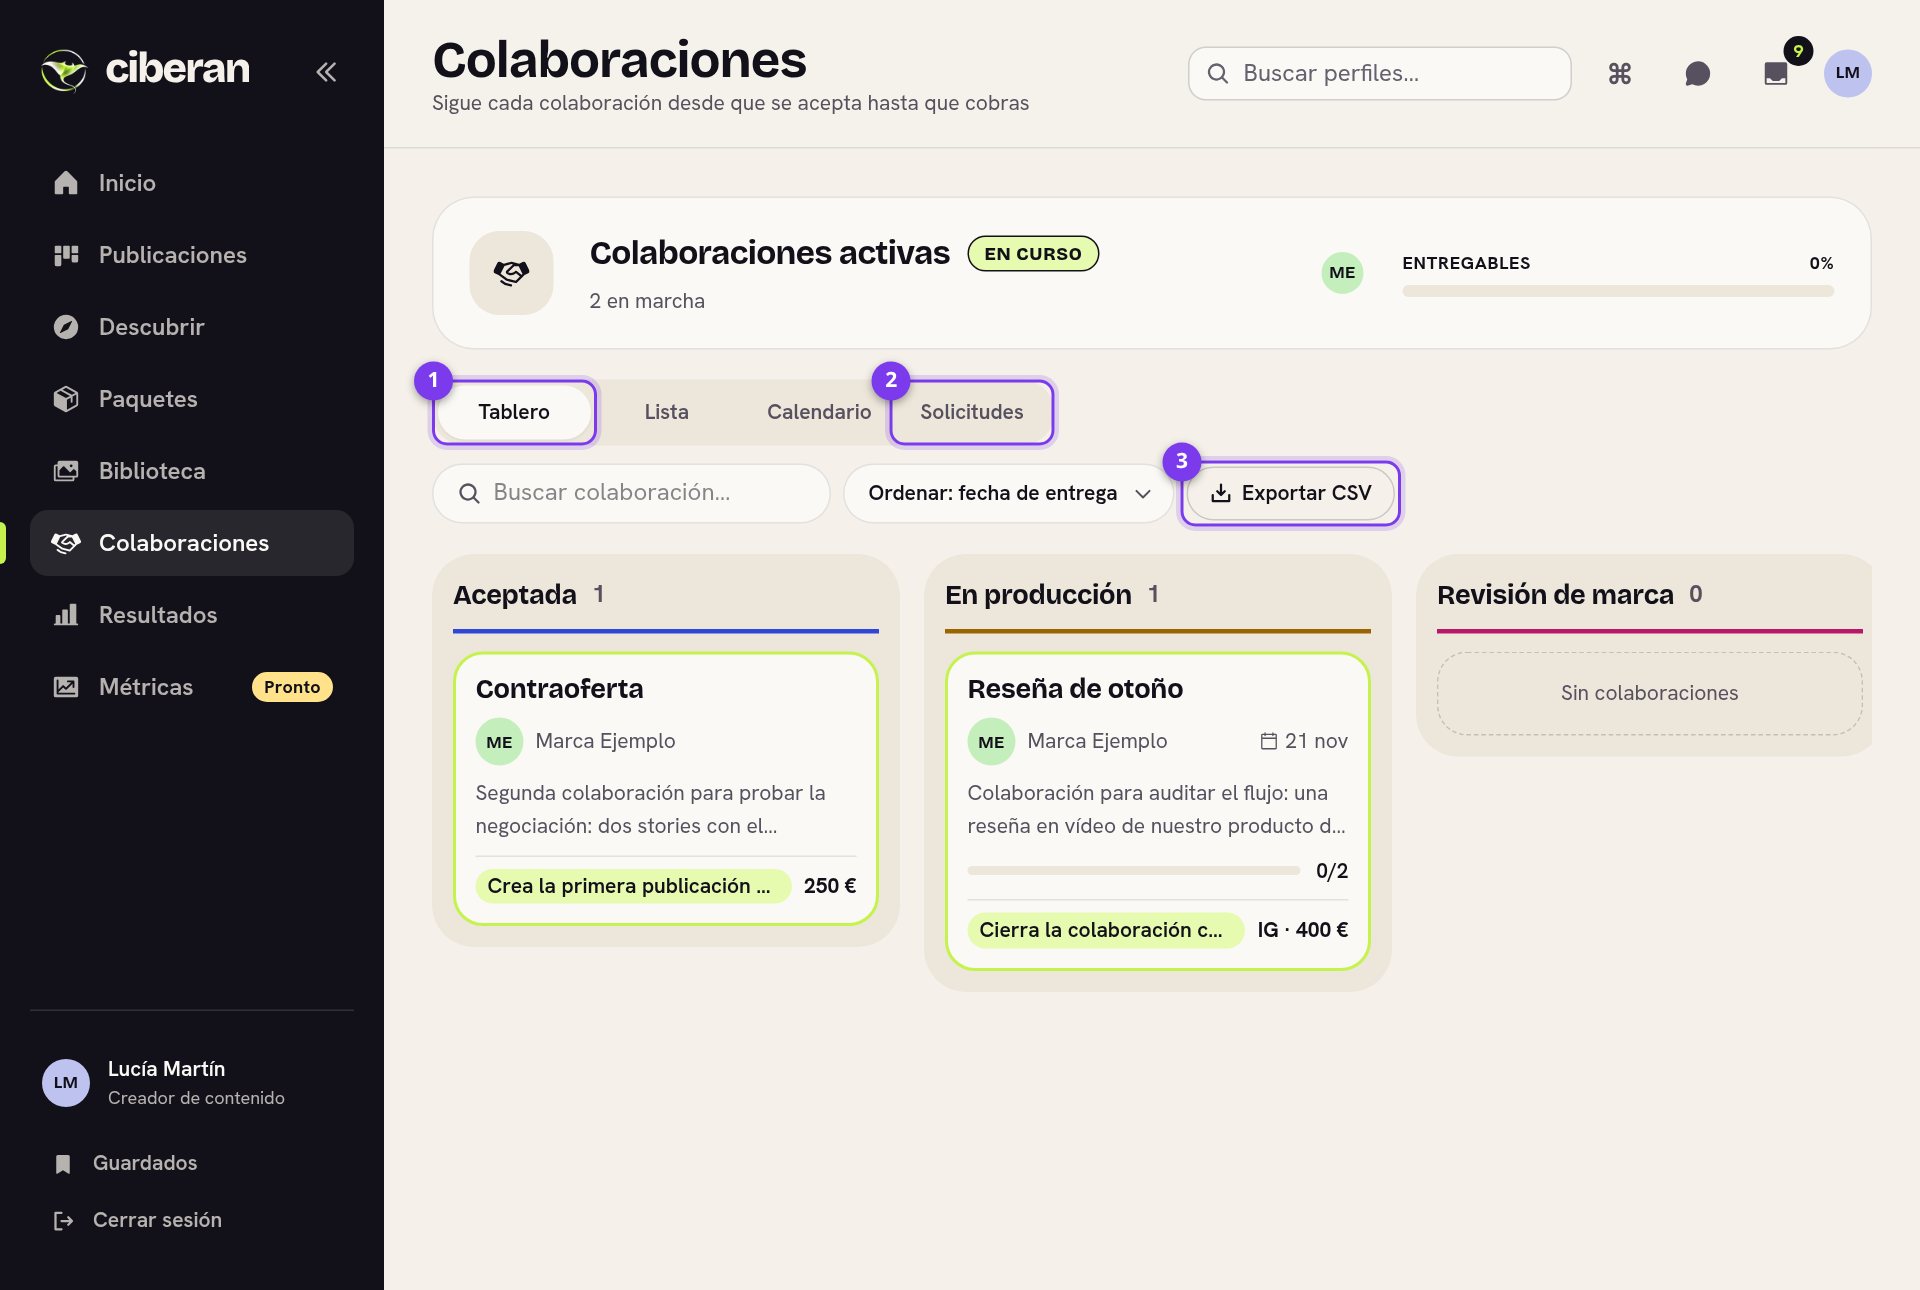 ciberan
Inicio
Publicaciones
Descubrir
Paquetes
Biblioteca
Colaboraciones
Resultados
Métricas Pronto
LM Lucía Martín
Creador de contenido
Guardados
Cerrar sesión
Colaboraciones
Sigue cada colaboración desde que se acepta hasta que cobras
Buscar perfiles...
9
LM
Colaboraciones activas EN CURSO
2 en marcha
ME
ENTREGABLES 0%
1 Tablero
Lista
Calendario
2 Solicitudes
Buscar colaboración...
Ordenar: fecha de entrega
3 Exportar CSV
Aceptada 1
Contraoferta
ME Marca Ejemplo
Segunda colaboración para probar la
negociación: dos stories con el...
Crea la primera publicación ... 250 €
En producción 1
Reseña de otoño
ME Marca Ejemplo 21 nov
Colaboración para auditar el flujo: una
reseña en vídeo de nuestro producto d...
0/2
Cierra la colaboración c... IG · 400 €
Revisión de marca 0
Sin colaboraciones